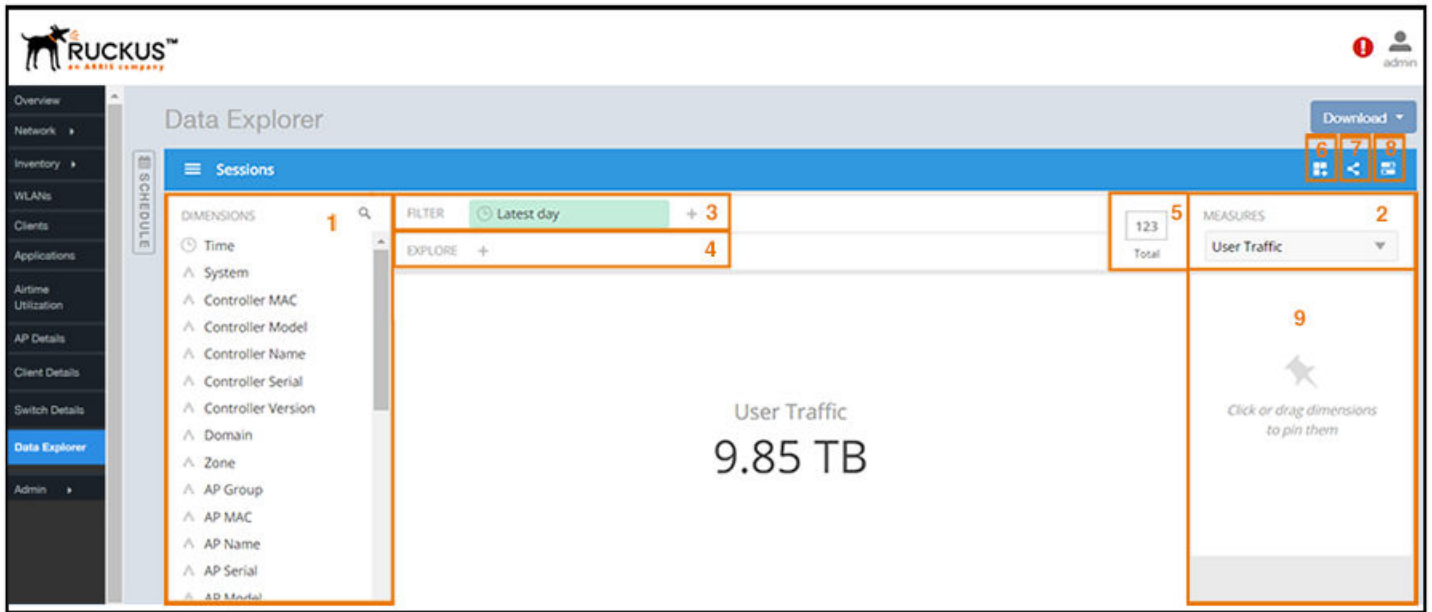 RUCKUS™
an ARRIS company
admin
Overview
Network
Inventory
WLANs
Clients
Applications
Airtime
Utilization
AP Details
Client Details
Switch Details
Data Explorer
Admin
SCHEDULE
Data Explorer
Download
Sessions
6 7 8
DIMENSIONS 1
Time
System
Controller MAC
Controller Model
Controller Name
Controller Serial
Controller Version
Domain
Zone
AP Group
AP MAC
AP Name
AP Serial
AP Model
FILTER Latest day + 3
EXPLORE + 4
5
123
Total
MEASURES 2
User Traffic
User Traffic
9.85 TB
9
Click or drag dimensions
to pin them